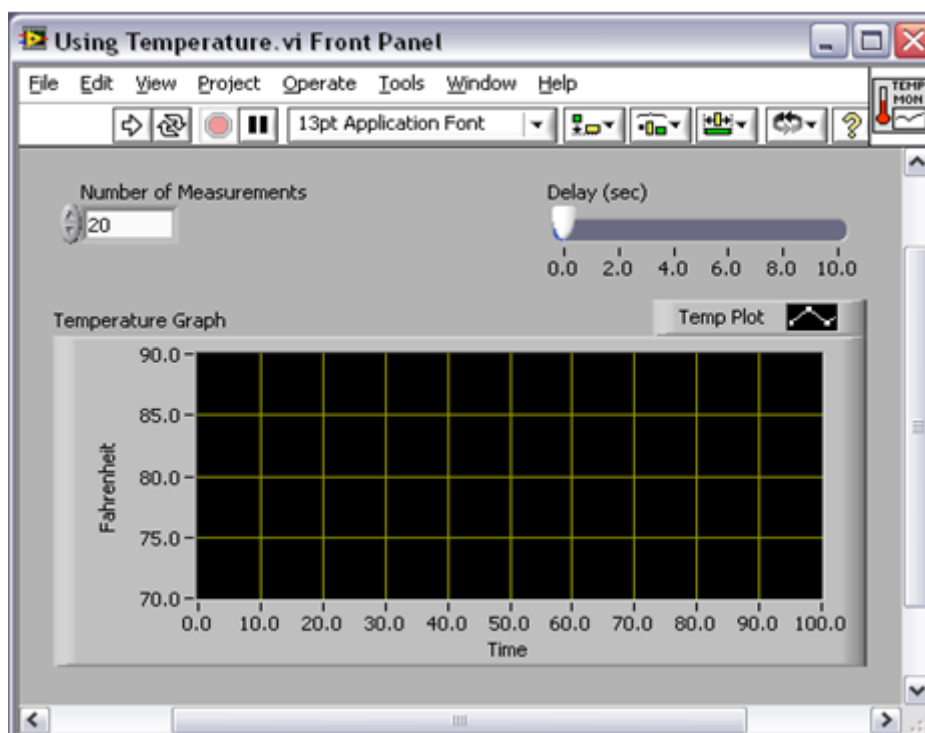 Using Temperature.vi Front Panel
File Edit View Project Operate Tools Window Help
TEMP
MON
13pt Application Font
?
Number of Measurements
20
Delay (sec)
0.0 2.0 4.0 6.0 8.0 10.0
Temperature Graph
Temp Plot
Fahrenheit
90.0
85.0
80.0
75.0
70.0
0.0 10.0 20.0 30.0 40.0 50.0 60.0 70.0 80.0 90.0 100.0
Time